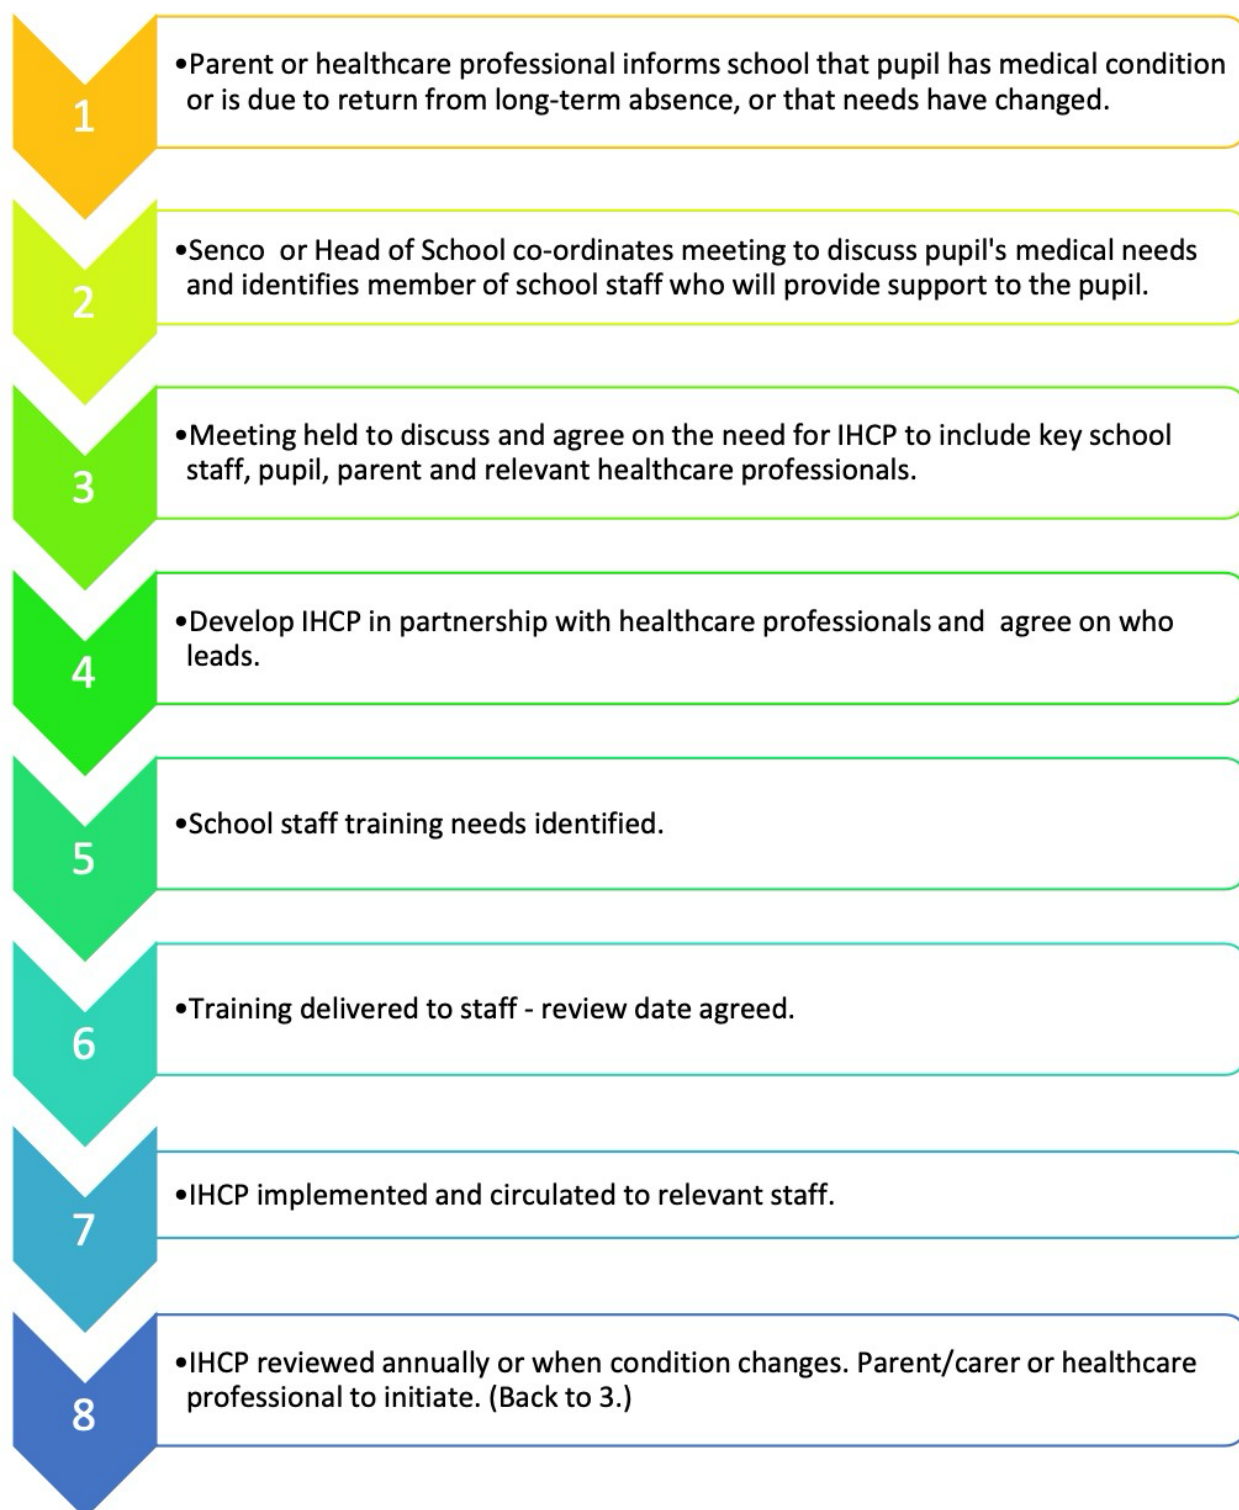 1
•Parent or healthcare professional informs school that pupil has medical condition
or is due to return from long-term absence, or that needs have changed.
2
•Senco  or Head of School co-ordinates meeting to discuss pupil's medical needs
and identifies member of school staff who will provide support to the pupil.
3
•Meeting held to discuss and agree on the need for IHCP to include key school
staff, pupil, parent and relevant healthcare professionals.
4
•Develop IHCP in partnership with healthcare professionals and  agree on who
leads.
5
•School staff training needs identified.
6
•Training delivered to staff - review date agreed.
7
•IHCP implemented and circulated to relevant staff.
8
•IHCP reviewed annually or when condition changes. Parent/carer or healthcare
professional to initiate. (Back to 3.)